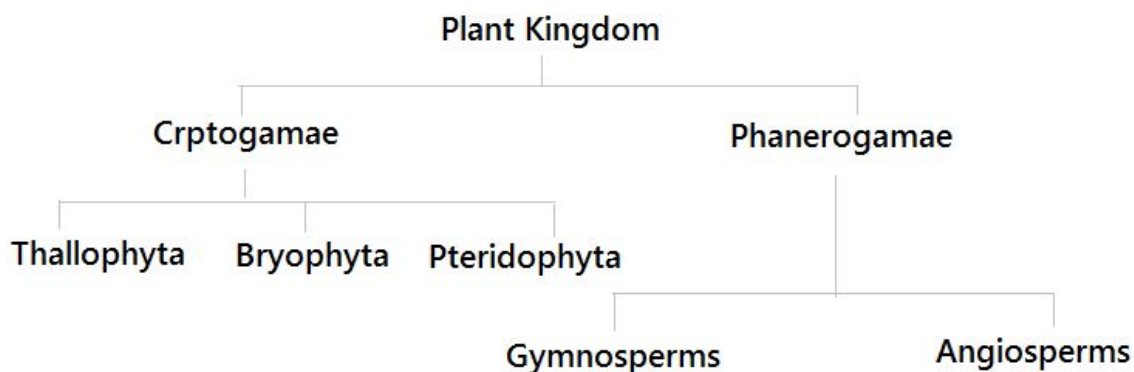 Plant Kingdom
Crptogamae
Phanerogamae
Thallophyta
Bryophyta
Pteridophyta
Gymnosperms
Angiosperms